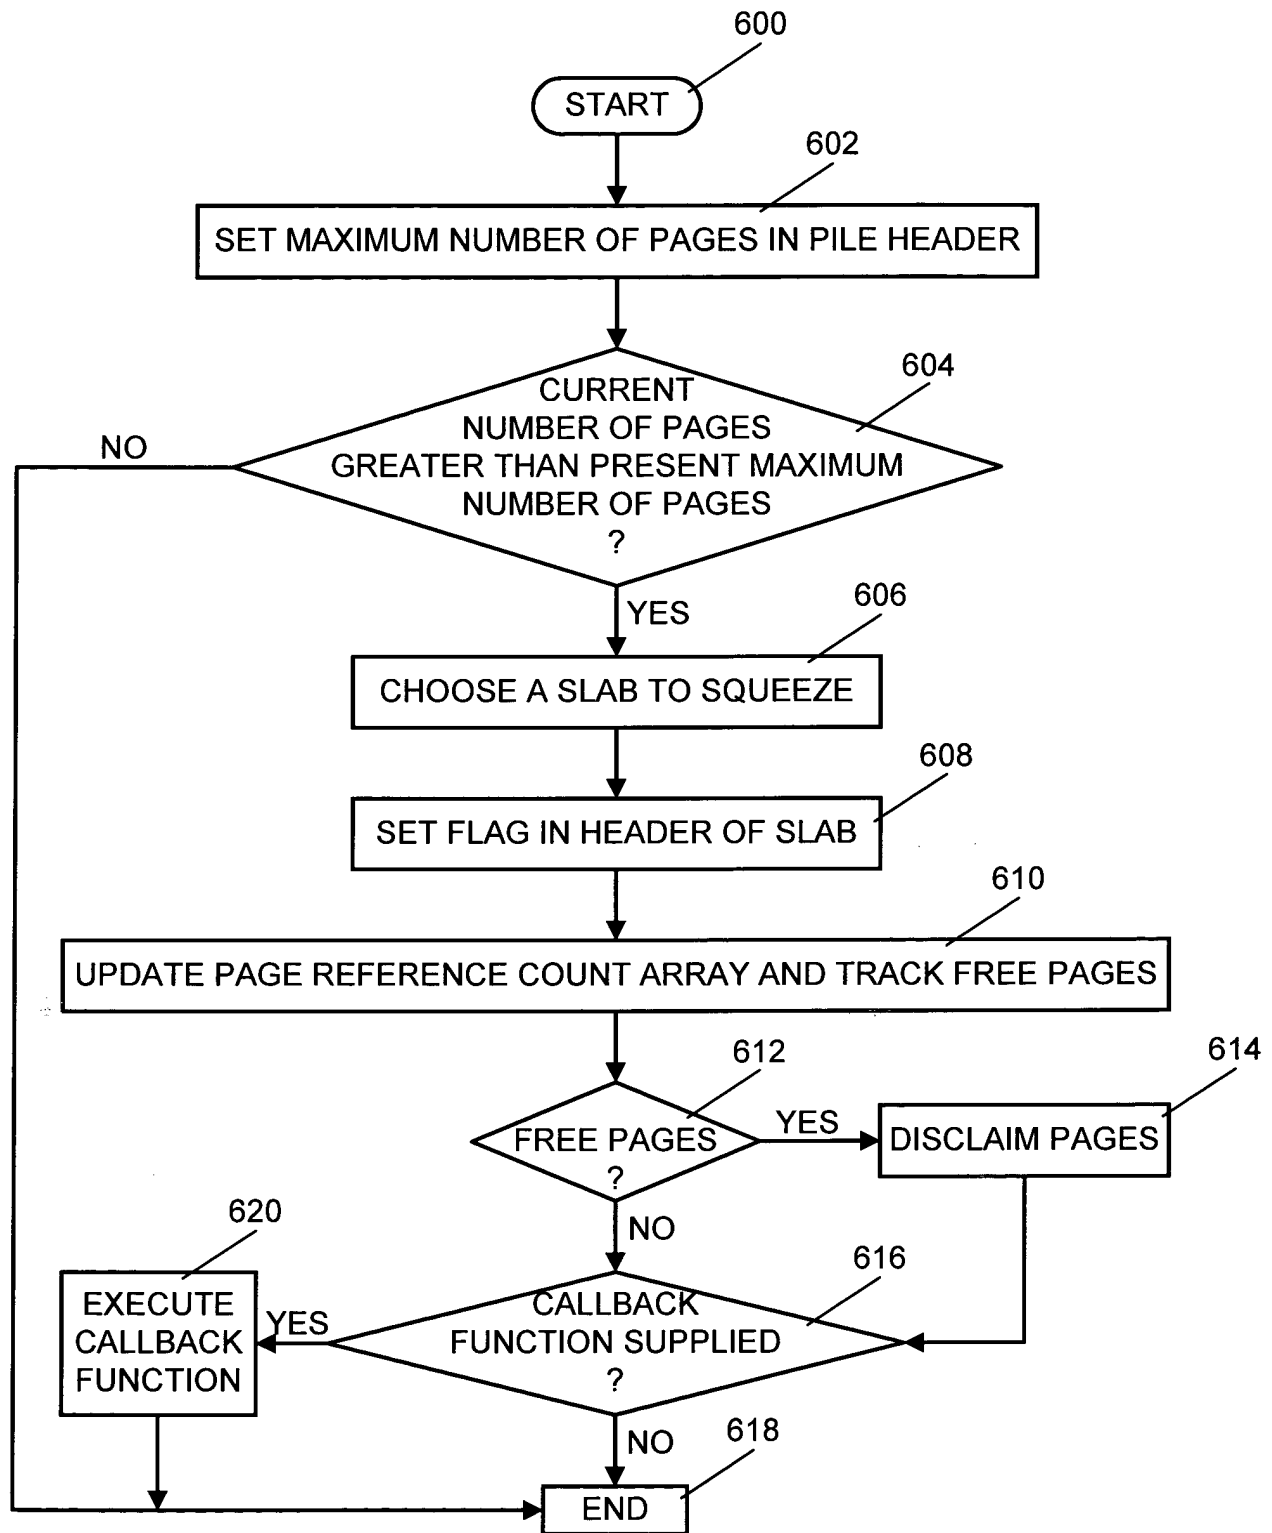 600
START
602
SET MAXIMUM NUMBER OF PAGES IN PILE HEADER
604
CURRENT
NUMBER OF PAGES
GREATER THAN PRESENT MAXIMUM
NUMBER OF PAGES
?
NO
YES
606
CHOOSE A SLAB TO SQUEEZE
608
SET FLAG IN HEADER OF SLAB
610
UPDATE PAGE REFERENCE COUNT ARRAY AND TRACK FREE PAGES
612
FREE PAGES
?
YES
614
DISCLAIM PAGES
NO
616
CALLBACK
FUNCTION SUPPLIED
?
YES
620
EXECUTE
CALLBACK
FUNCTION
NO
618
END